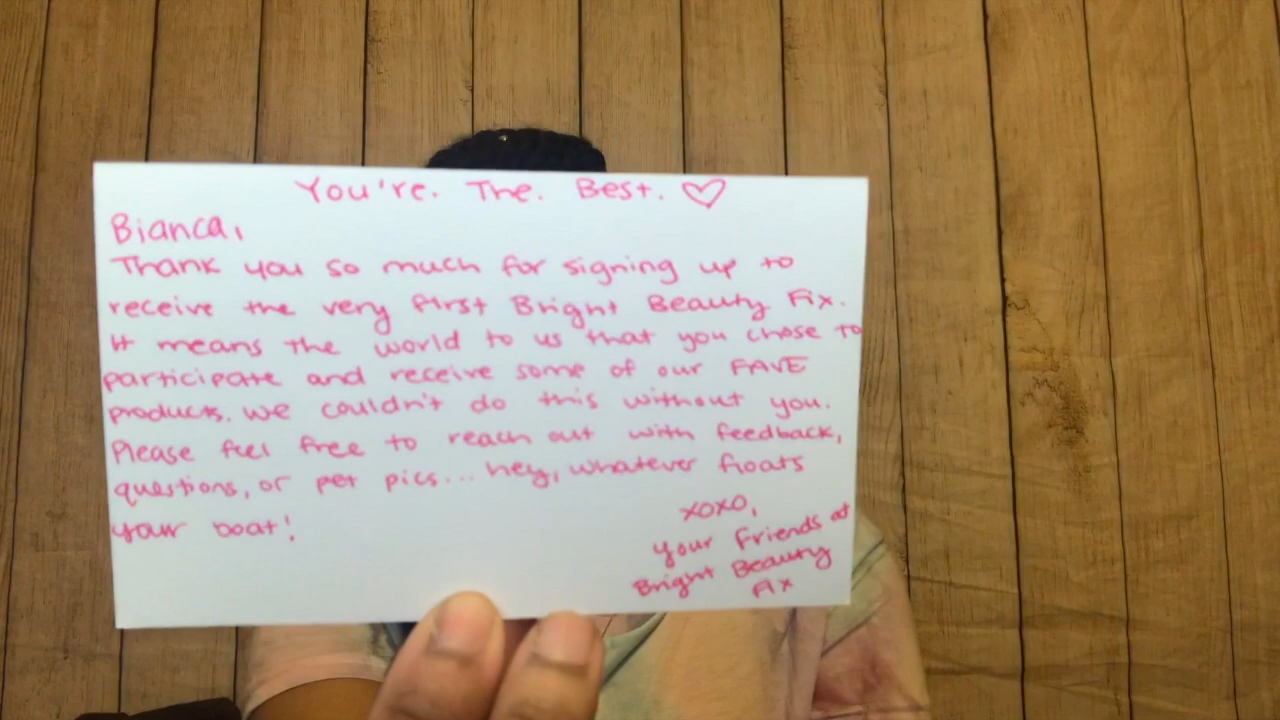 You're. The. Best. ♡
Bianca,
Thank you so much for signing up to
receive the very first Bright Beauty Fix.
It means the world to us that you chose to
participate and receive some of our FAVE
products. We couldn't do this without you.
Please feel free to reach out with feedback,
questions, or pet pics... hey, whatever floats
your boat!
xoxo,
your friends at
Bright Beauty
Fix